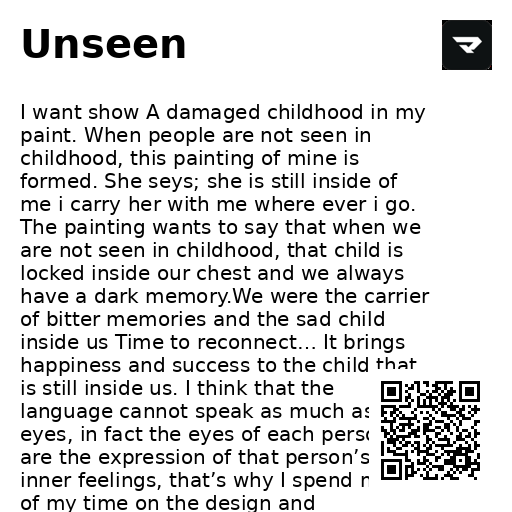 Unseen
I want show A damaged childhood in my
paint. When people are not seen in
childhood, this painting of mine is
formed. She seys; she is still inside of
me i carry her with me where ever i go.
The painting wants to say that when we
are not seen in childhood, that child is
locked inside our chest and we always
have a dark memory.We were the carrier
of bitter memories and the sad child
inside us Time to reconnect... It brings
happiness and success to the child that
is still inside us. I think that the
language cannot speak as much as
eyes, in fact the eyes of each
are the expression of that person’s
inner feelings, that’s why I spend
of my time on the design and